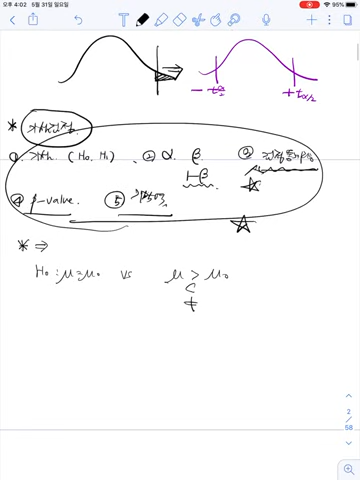 오후 4:02 5월 31일 일요일
- tα/2 + tα/2
* 가설검정
① 가설. (H₀, H₁) ② α. β. ③ 검정통계량
1-β
④ p-value. ⑤ 기각역
* ⇒
H₀ : μ = μ₀ vs μ > μ₀
<
≠
2
/
58